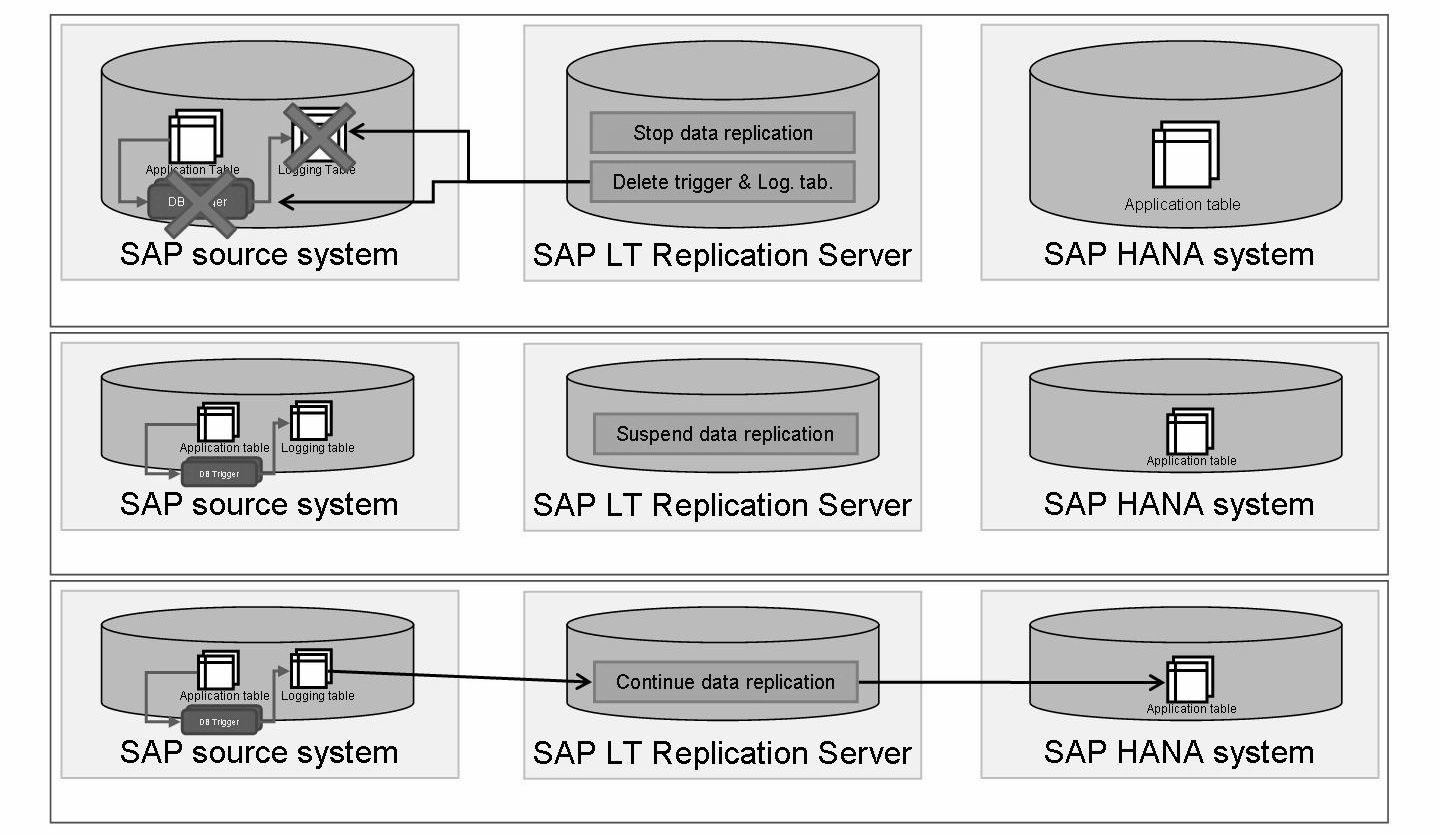 Stop data replication
Application Table
Logging Table
Delete trigger & Log. tab.
DB
er
Application table
SAP source system
SAP LT Replication Server
SAP HANA system
Application table
Logging table
Suspend data replication
DB Trigger
Application table
SAP source system
SAP LT Replication Server
SAP HANA system
Application table
Logging table
Continue data replication
DB Trigger
Application table
SAP source system
SAP LT Replication Server
SAP HANA system